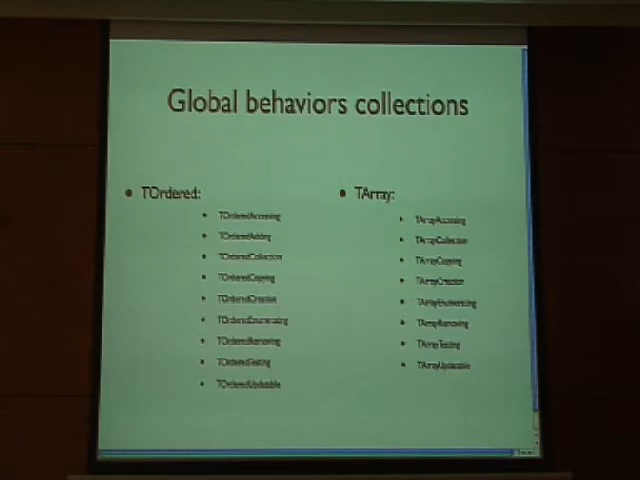 Global behaviors collections
• TOrdered:
• TOrderedAccessing
• TOrderedAdding
• TOrderedCollection
• TOrderedCopying
• TOrderedCreation
• TOrderedEnumerating
• TOrderedRemoving
• TOrderedTesting
• TOrderedUpdatable
• TArray:
• TArrayAccessing
• TArrayCollection
• TArrayCopying
• TArrayCreation
• TArrayEnumerating
• TArrayRemoving
• TArrayTesting
• TArrayUpdatable